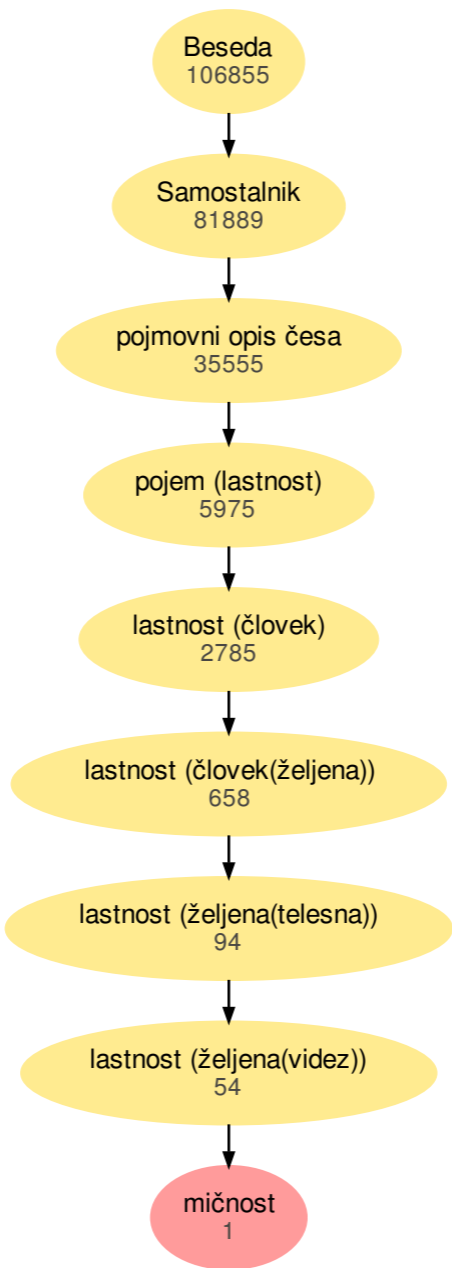 Beseda
106855
Samostalnik
81889
pojmovni opis česa
35555
pojem (lastnost)
5975
lastnost (človek)
2785
lastnost (človek(željena))
658
lastnost (željena(telesna))
94
lastnost (željena(videz))
54
mičnost
1